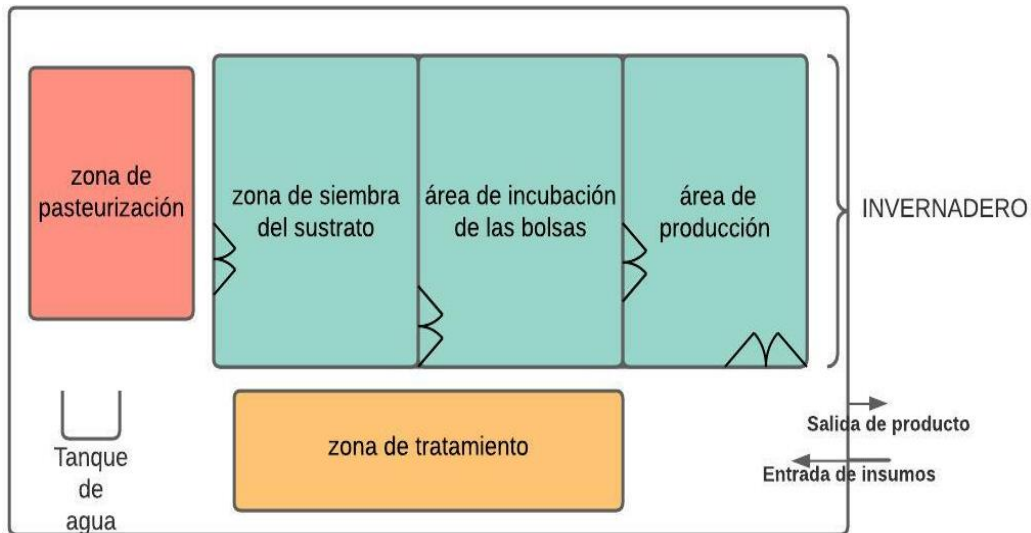 zona de
pasteurización
zona de siembra
del sustrato
área de incubación
de las bolsas
área de
producción
INVERNADERO
zona de tratamiento
Tanque
de
agua
Salida de producto
Entrada de insumos